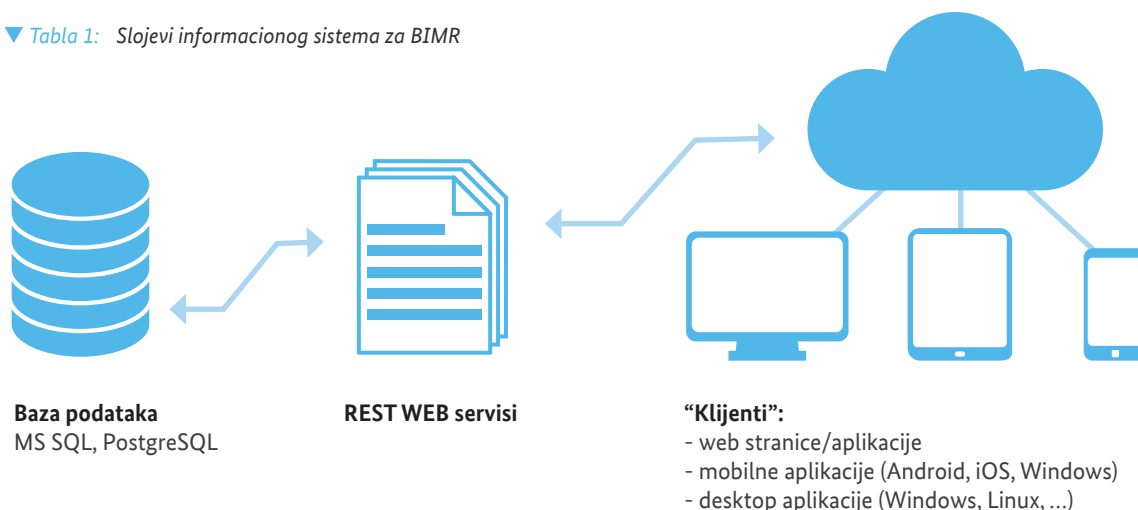 ▼ Tabla 1: Slojevi informacionog sistema za BIMR
Baza podataka
MS SQL, PostgreSQL
REST WEB servisi
“Klijenti”:
- web stranice/aplikacije
- mobilne aplikacije (Android, iOS, Windows)
- desktop aplikacije (Windows, Linux, ...)